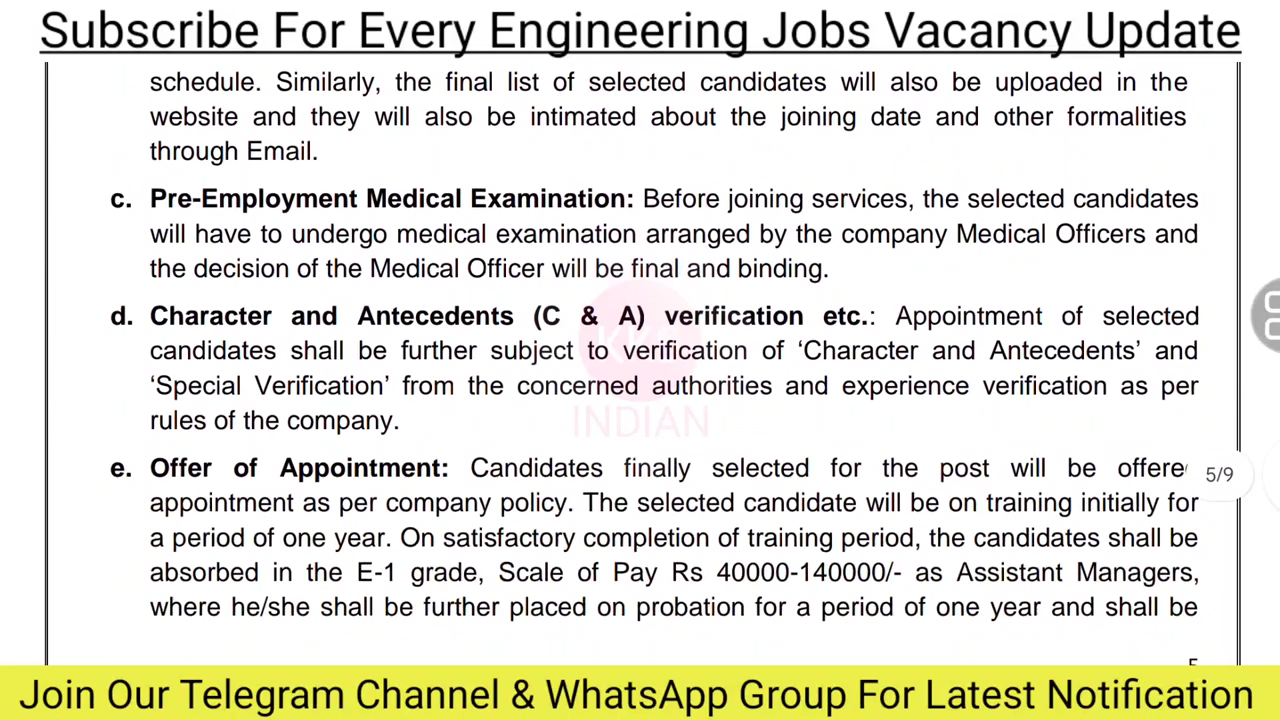 Subscribe For Every Engineering Jobs Vacancy Update
schedule. Similarly, the final list of selected candidates will also be uploaded in the
website and they will also be intimated about the joining date and other formalities
through Email.
c. Pre-Employment Medical Examination: Before joining services, the selected candidates
will have to undergo medical examination arranged by the company Medical Officers and
the decision of the Medical Officer will be final and binding.
d. Character and Antecedents (C & A) verification etc.: Appointment of selected
candidates shall be further subject to verification of ‘Character and Antecedents’ and
‘Special Verification’ from the concerned authorities and experience verification as per
rules of the company.
INDIAN
e. Offer of Appointment: Candidates finally selected for the post will be offere
5/9
appointment as per company policy. The selected candidate will be on training initially for
a period of one year. On satisfactory completion of training period, the candidates shall be
absorbed in the E-1 grade, Scale of Pay Rs 40000-140000/- as Assistant Managers,
where he/she shall be further placed on probation for a period of one year and shall be
Join Our Telegram Channel & WhatsApp Group For Latest Notification